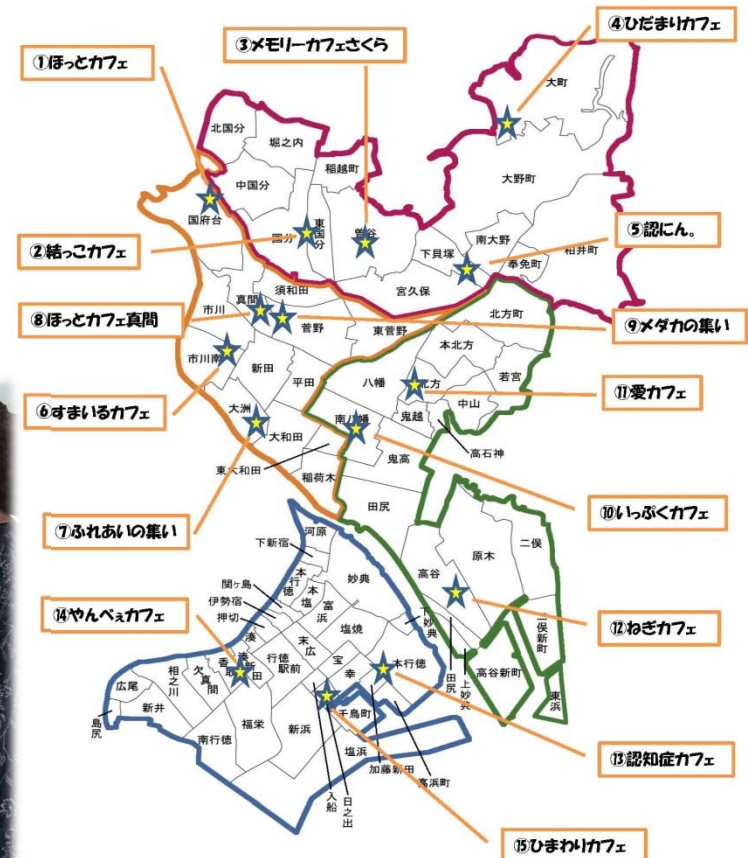 ④ひだまりカフェ
③メモリーカフェさくら
①ほっとカフェ
大町
北国分
堀之内
稲越町
中国分
大野町
国府台
国分
東国分
曽谷
下貝塚
南大野
⑤認にん。
②結っこカフェ
奉免町
柏井町
宮久保
須和田
北方町
市川
真間
⑧ほっとカフェ真間
菅野
東菅野
⑨メダカの集い
本北方
市川南
新田
八幡
若宮
平田
北方
⑪愛カフェ
中山
⑥すまいるカフェ
大洲
南八幡
鬼越
大和田
高石神
東大和田
鬼高
稲荷木
⑩いっぷくカフェ
田尻
⑦ふれあいの集い
河原
二俣
下新宿
原木
妙典
高谷
関ヶ島
本行徳
本塩
富浜
⑭やんべぇカフェ
伊勢宿
押切
塩焼
下妙典
⑫ねぎカフェ
二俣新町
湊
末広
行徳駅前
宝
幸
本行徳
田尻
上妙典
高谷新町
東浜
香取
湊新田
欠真間
相之川
広尾
新井
島尻
福栄
新浜
千鳥町
南行徳
塩浜
加藤新田
高浜町
⑬認知症カフェ
入船
日之出
⑮ひまわりカフェ